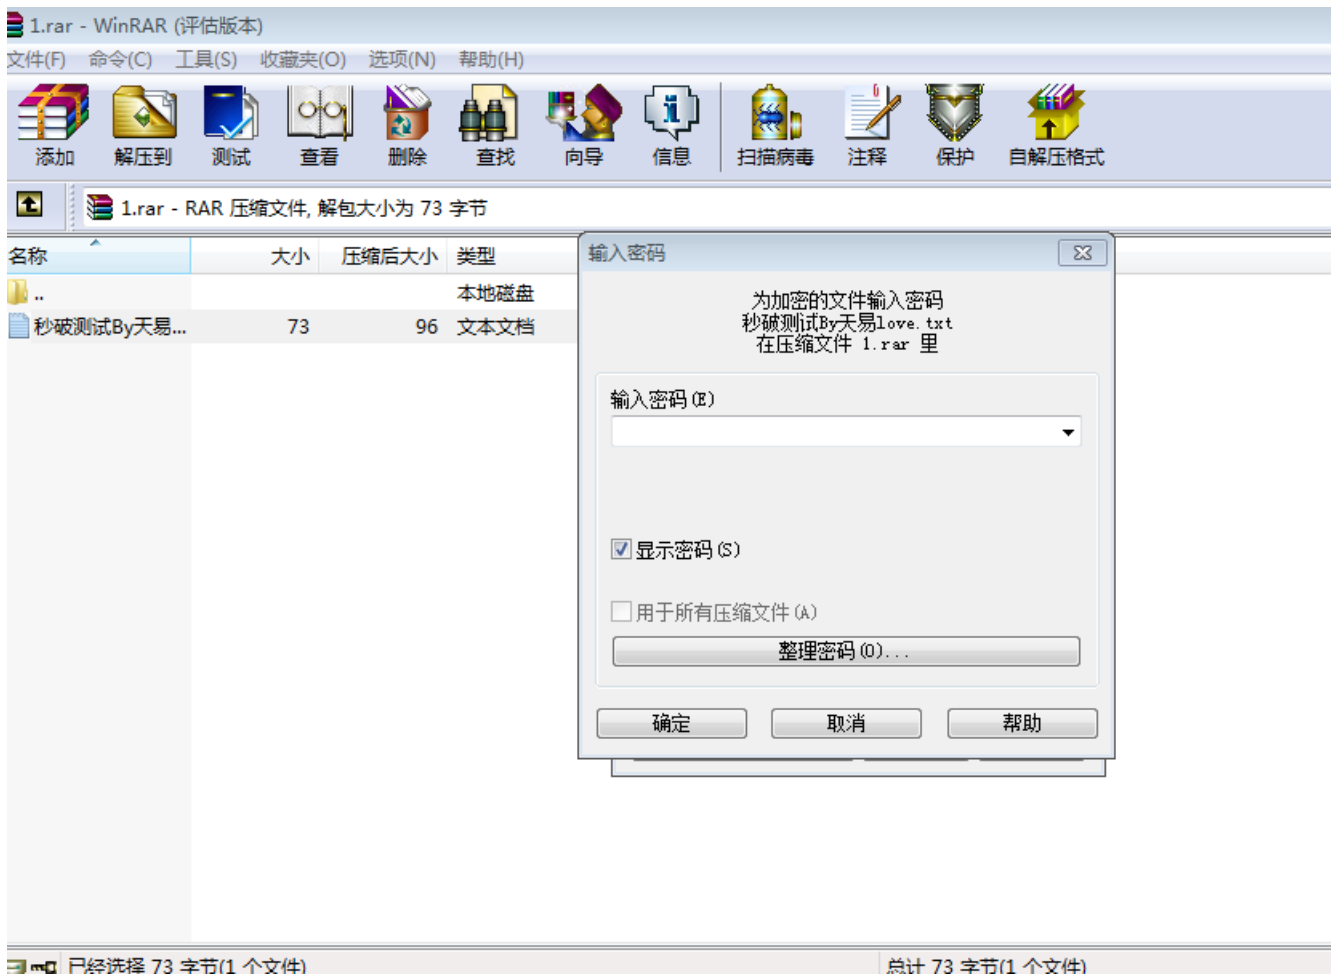 1.rar - WinRAR (评估版本)
文件(F) 命令(C) 工具(S) 收藏夹(O) 选项(N) 帮助(H)
添加 解压到 测试 查看 删除 查找 向导 信息 扫描病毒 注释 保护 自解压格式
1.rar - RAR 压缩文件, 解包大小为 73 字节
名称 大小 压缩后大小 类型
.. 本地磁盘
秒破测试By天易... 73 96 文本文档
输入密码
为加密的文件输入密码
秒破测试By天易love.txt
在压缩文件 1.rar 里
输入密码(E)
显示密码(S)
用于所有压缩文件(A)
整理密码(O)...
确定 取消 帮助
已经选择 73 字节(1 个文件) 总计 73 字节(1 个文件)